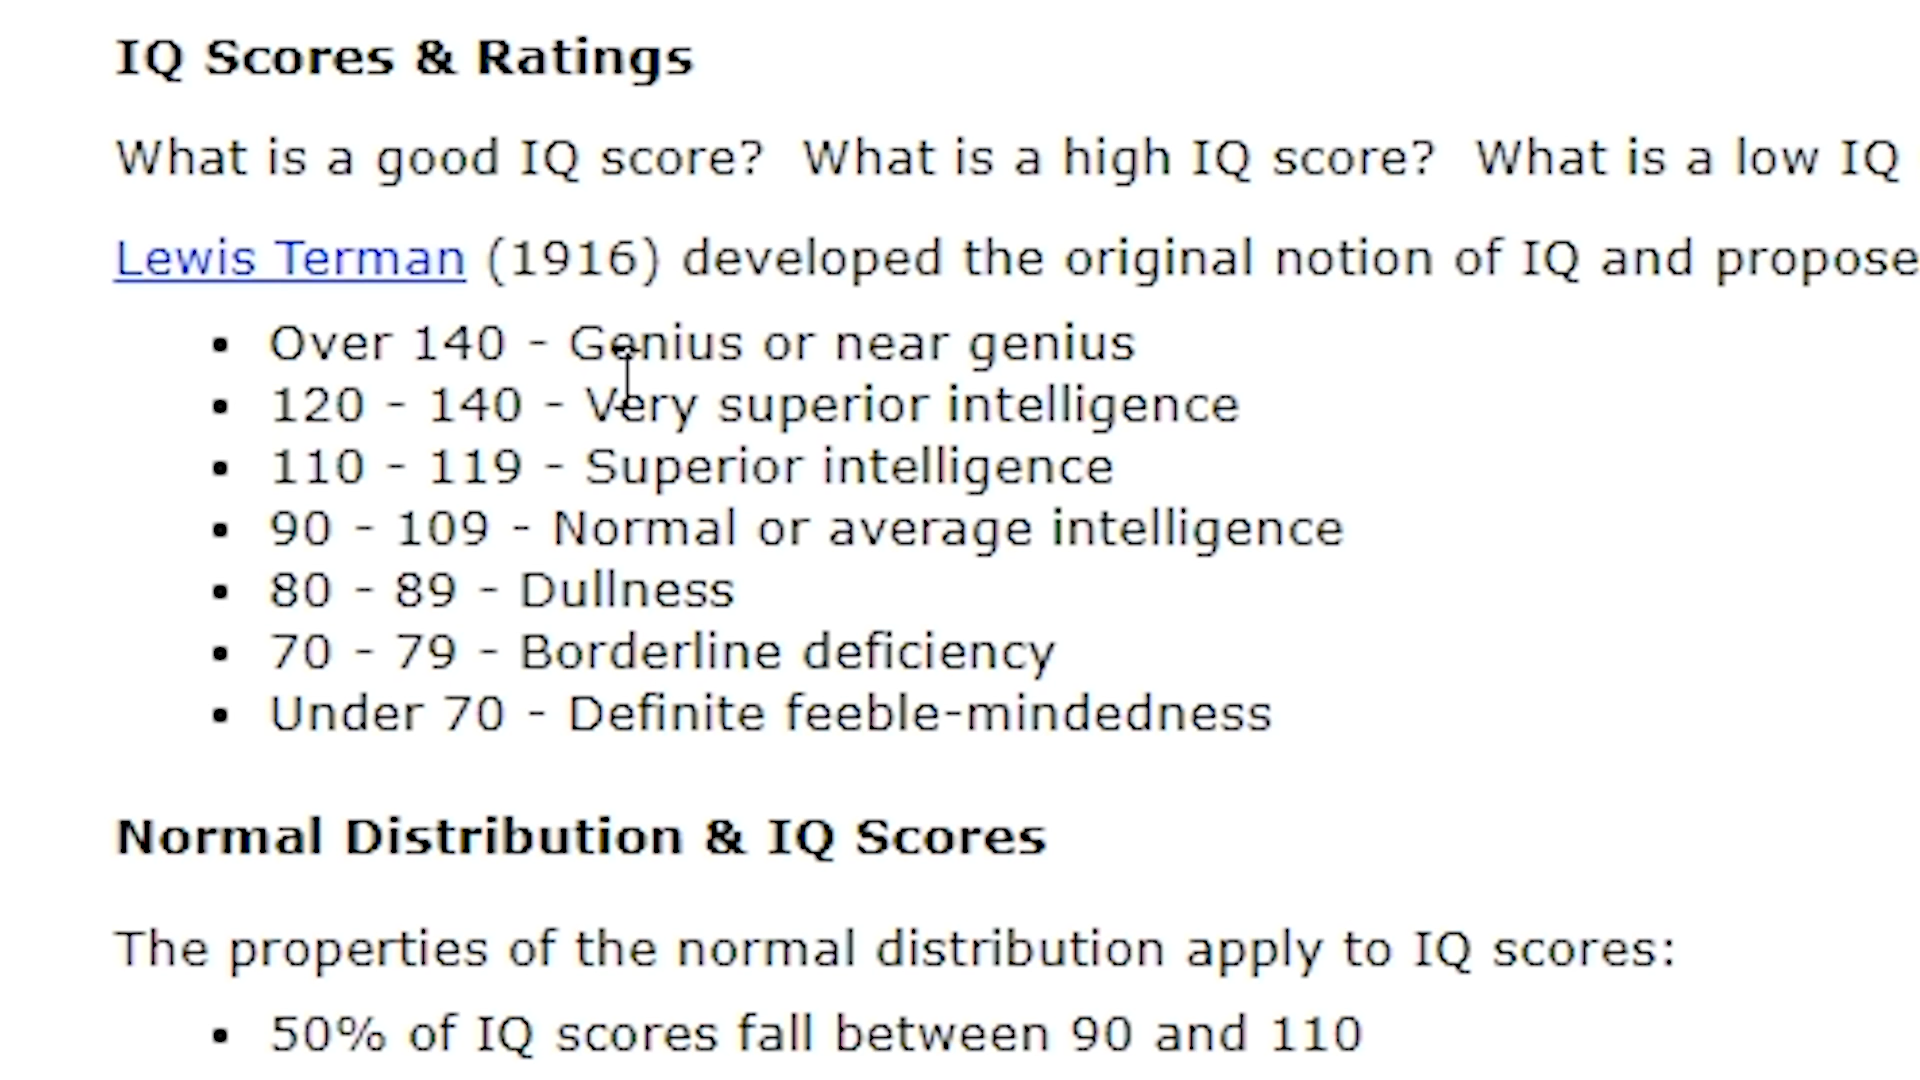 IQ Scores & Ratings
What is a good IQ score?  What is a high IQ score?  What is a low IQ
Lewis Terman (1916) developed the original notion of IQ and propose
• Over 140 - Genius or near genius
• 120 - 140 - Very superior intelligence
• 110 - 119 - Superior intelligence
• 90 - 109 - Normal or average intelligence
• 80 - 89 - Dullness
• 70 - 79 - Borderline deficiency
• Under 70 - Definite feeble-mindedness
Normal Distribution & IQ Scores
The properties of the normal distribution apply to IQ scores:
• 50% of IQ scores fall between 90 and 110